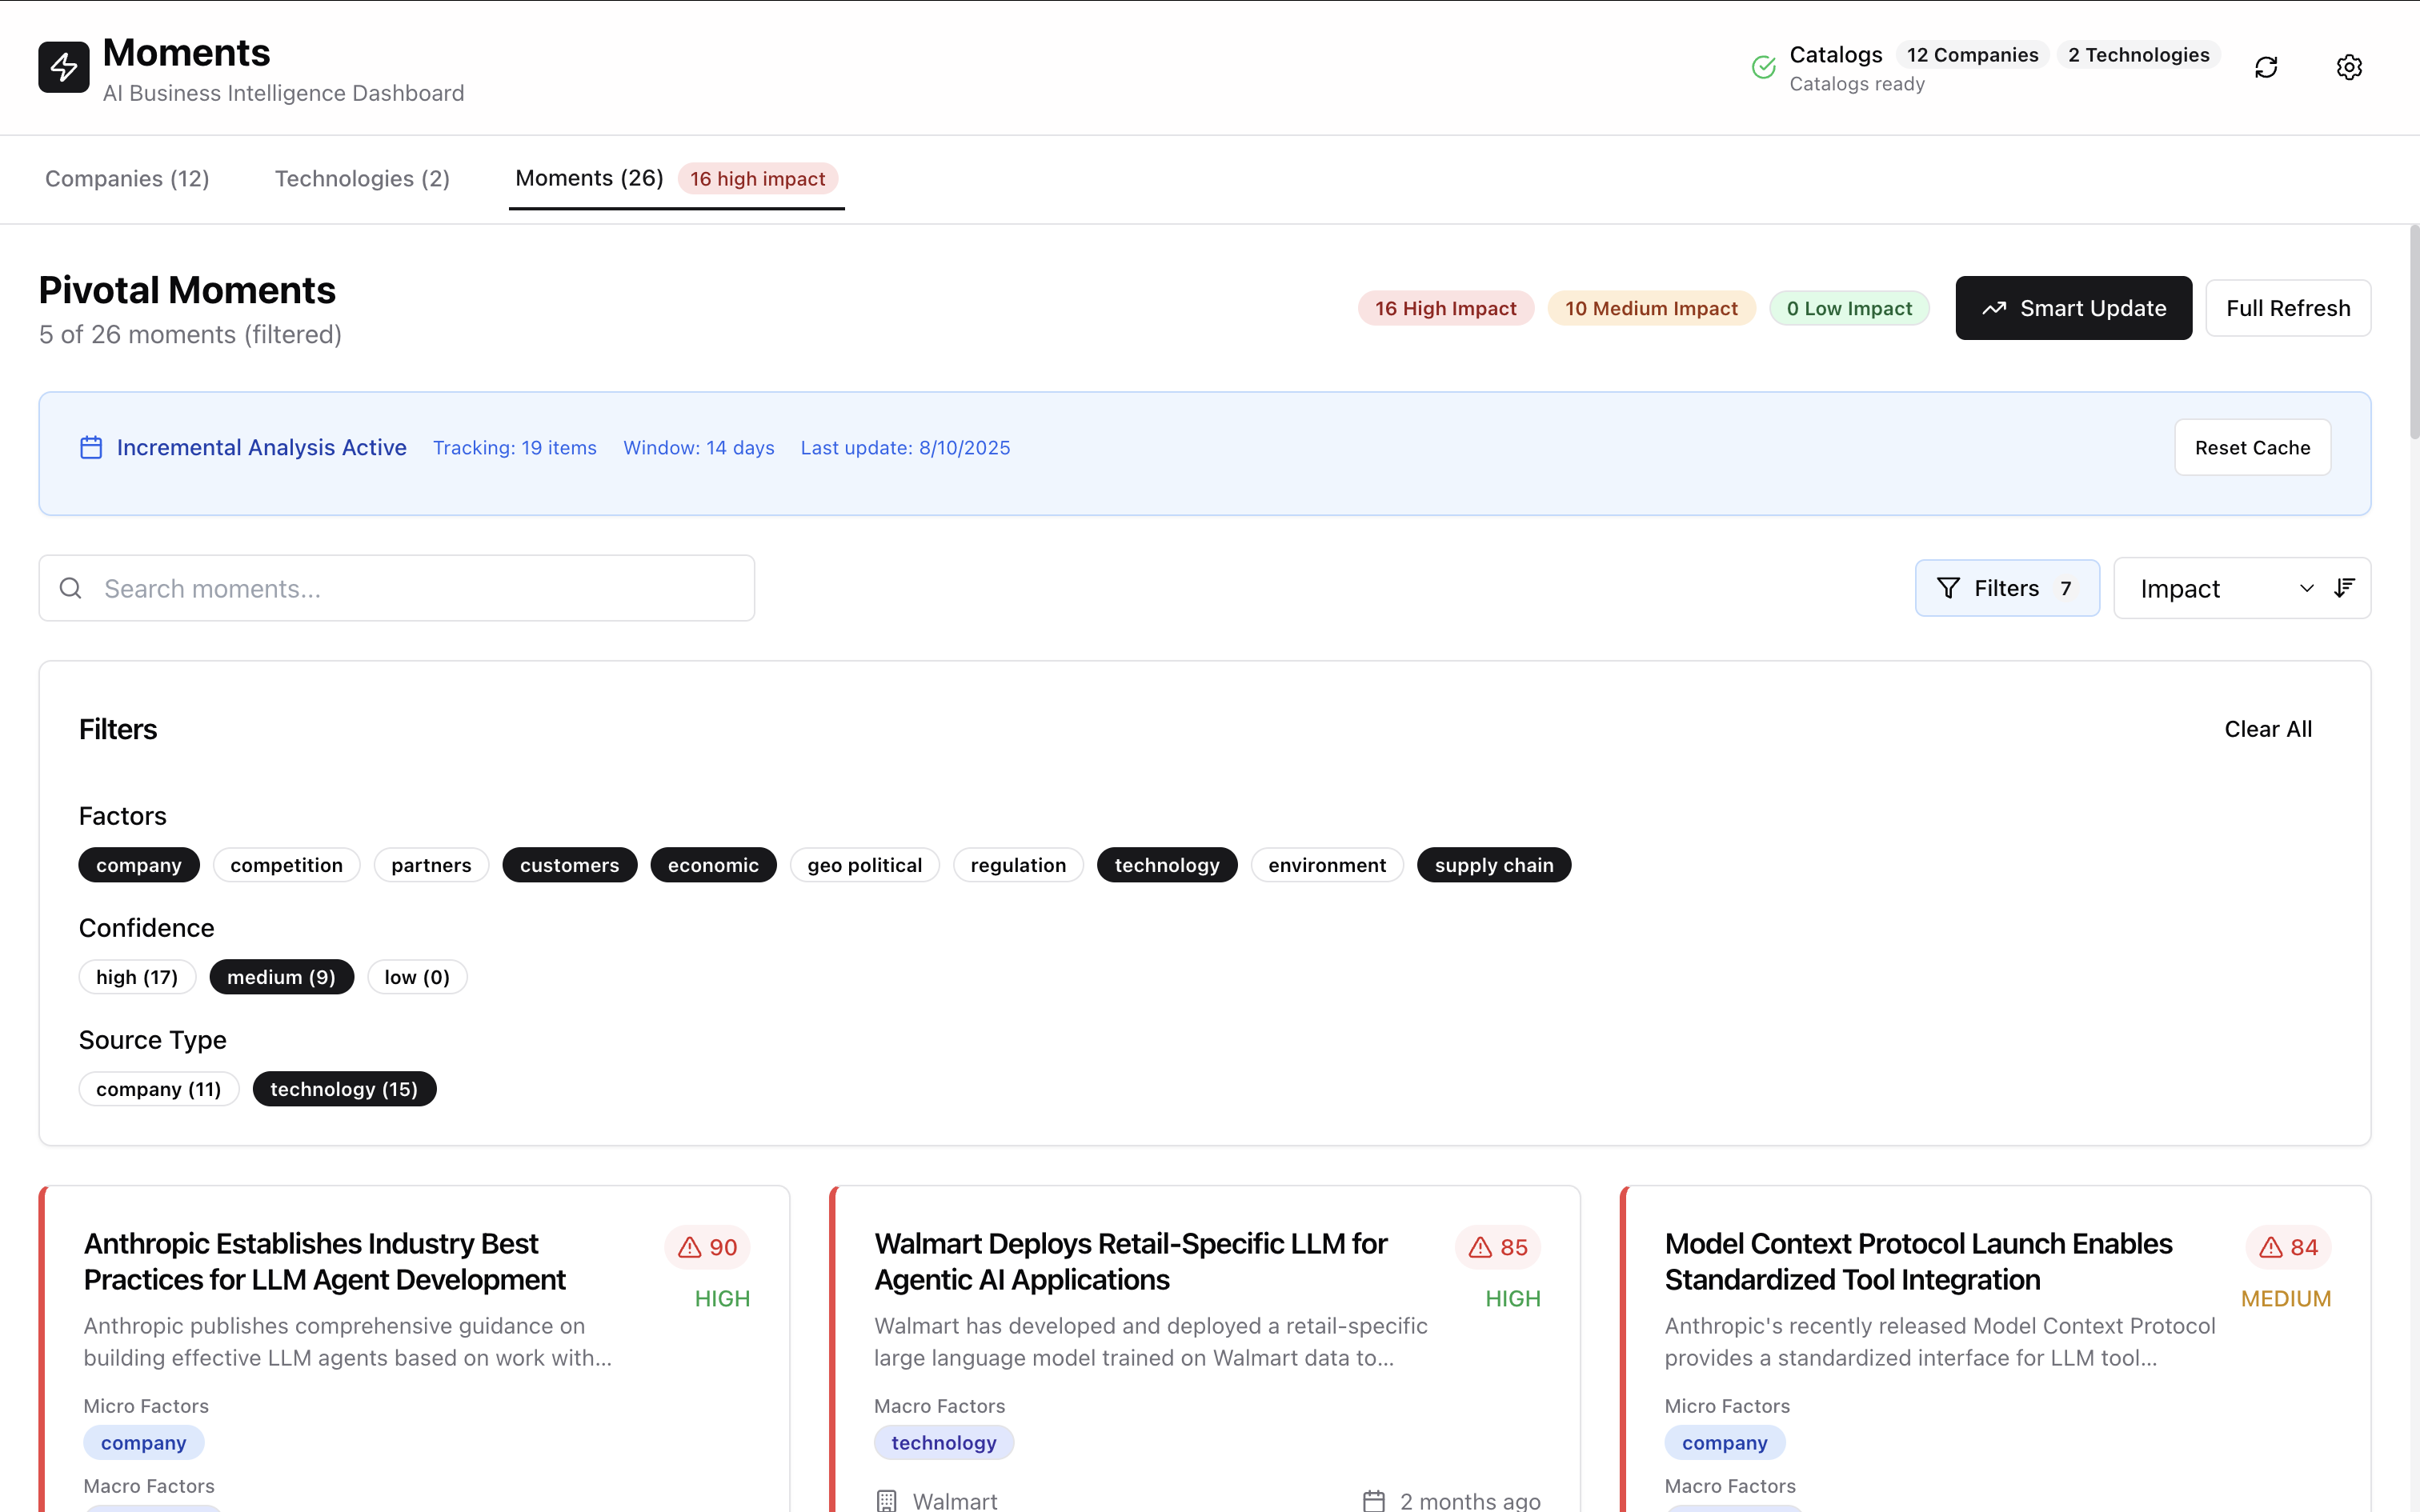 Moments
AI Business Intelligence Dashboard
Catalogs 12 Companies 2 Technologies
Catalogs ready
Companies (12) Technologies (2) Moments (26) 16 high impact
Pivotal Moments
5 of 26 moments (filtered)
16 High Impact 10 Medium Impact 0 Low Impact Smart Update Full Refresh
Incremental Analysis Active Tracking: 19 items Window: 14 days Last update: 8/10/2025 Reset Cache
Search moments... Filters 7 Impact
Filters Clear All
Factors
company competition partners customers economic geo political regulation technology environment supply chain
Confidence
high (17) medium (9) low (0)
Source Type
company (11) technology (15)
Anthropic Establishes Industry Best
Practices for LLM Agent Development
90
HIGH
Anthropic publishes comprehensive guidance on
building effective LLM agents based on work with...
Micro Factors
company
Macro Factors
Walmart Deploys Retail-Specific LLM for
Agentic AI Applications
85
HIGH
Walmart has developed and deployed a retail-specific
large language model trained on Walmart data to...
Macro Factors
technology
Walmart 2 months ago
Model Context Protocol Launch Enables
Standardized Tool Integration
84
MEDIUM
Anthropic's recently released Model Context Protocol
provides a standardized interface for LLM tool...
Micro Factors
company
Macro Factors